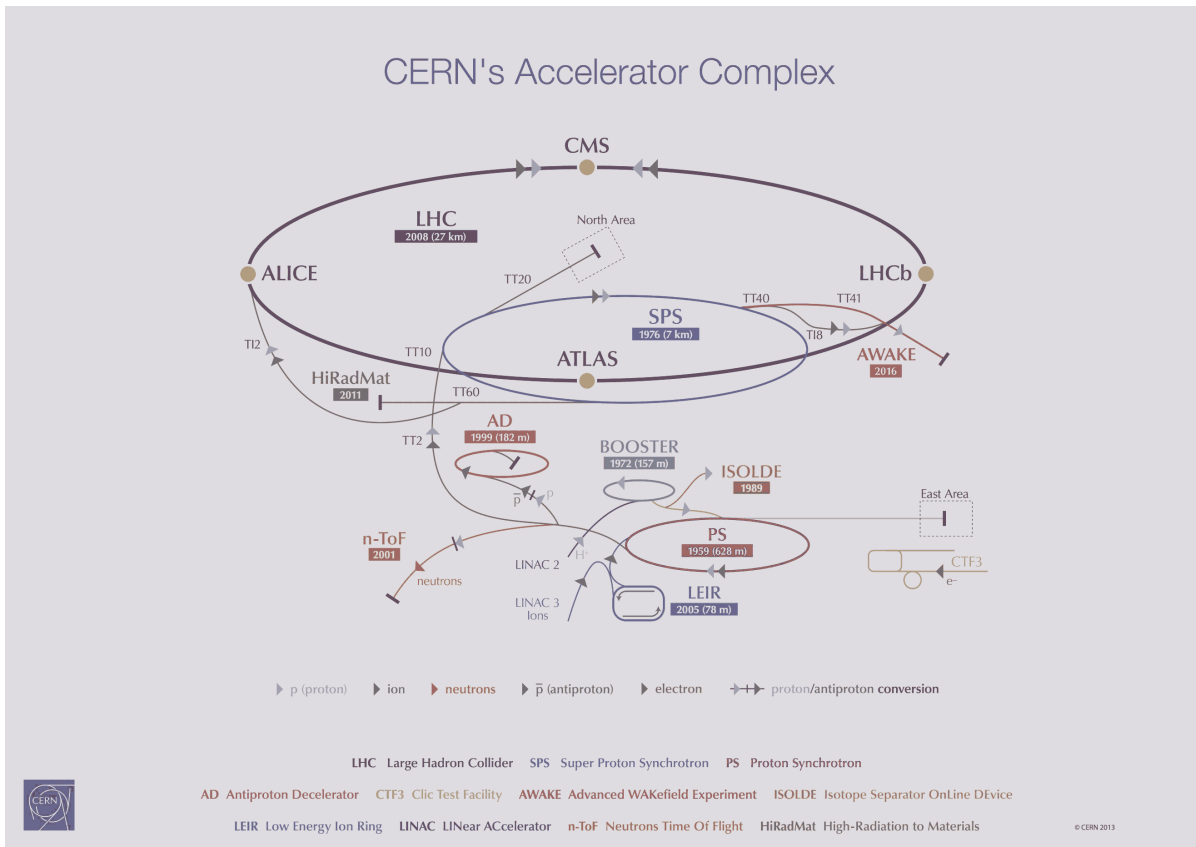 CERN's Accelerator Complex
CMS
LHC
2008 (27 km)
North Area
ALICE
LHCb
TT20
TT40
TT41
SPS
1976 (7 km)
TI8
TI2
TT10
ATLAS
AWAKE
2016
HiRadMat
2011
TT60
AD
1999 (182 m)
TT2
BOOSTER
1972 (157 m)
ISOLDE
1989
p̅
p
East Area
n-ToF
2001
PS
1959 (628 m)
H⁻
LINAC 2
neutrons
CTF3
e⁻
LINAC 3
Ions
LEIR
2005 (78 m)
p (proton) ion neutrons p̅ (antiproton) electron proton/antiproton conversion
LHC Large Hadron Collider SPS Super Proton Synchrotron PS Proton Synchrotron
AD Antiproton Decelerator CTF3 Clic Test Facility AWAKE Advanced WAKefield Experiment ISOLDE Isotope Separator OnLine DEvice
CERN
LEIR Low Energy Ion Ring LINAC LINear ACcelerator n-ToF Neutrons Time Of Flight HiRadMat High-Radiation to Materials
© CERN 2013